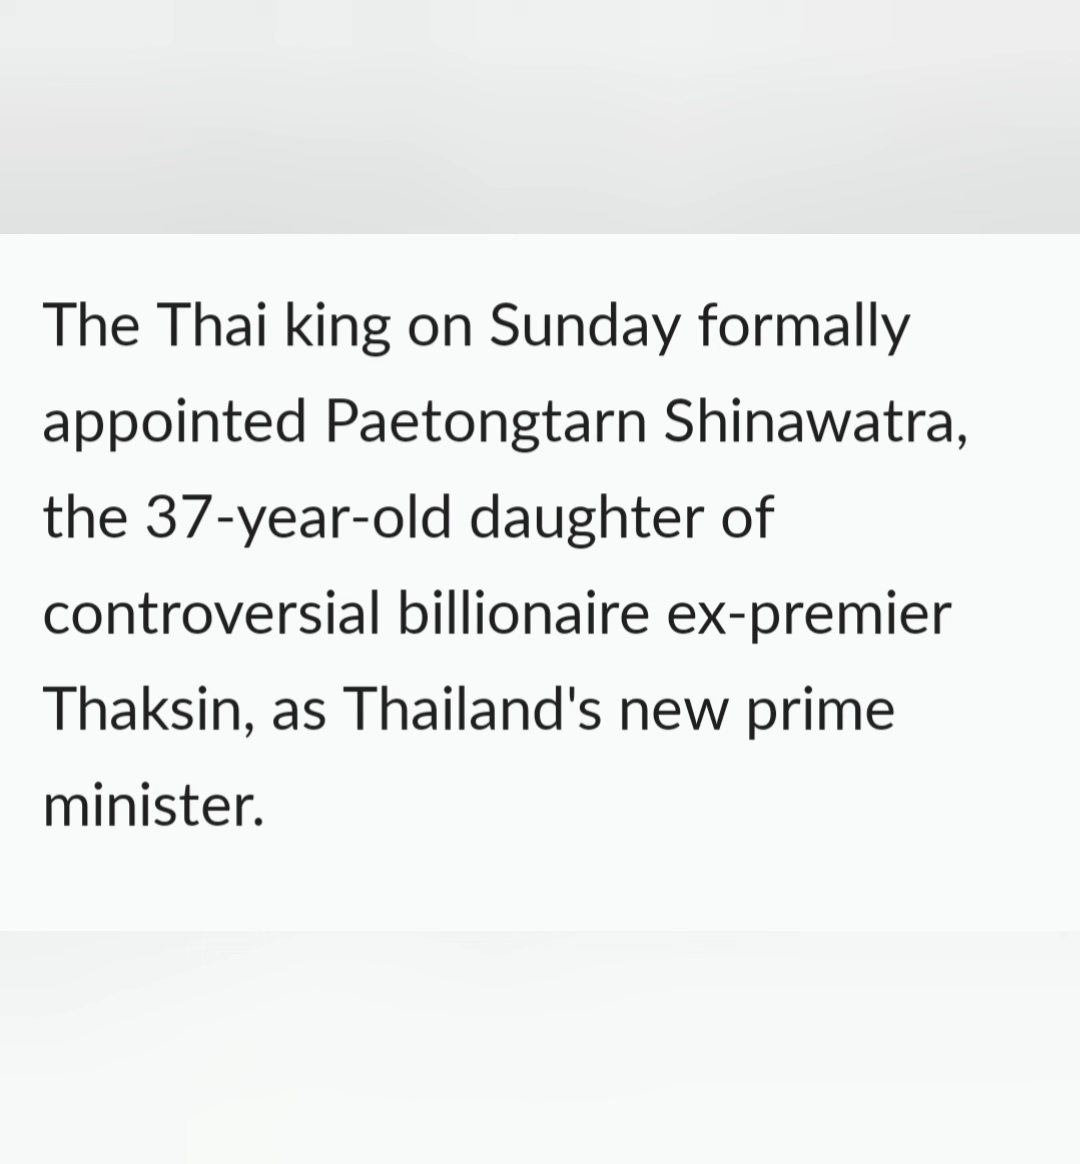 The Thai king on Sunday formally
appointed Paetongtarn Shinawatra,
the 37-year-old daughter of
controversial billionaire ex-premier
Thaksin, as Thailand's new prime
minister.